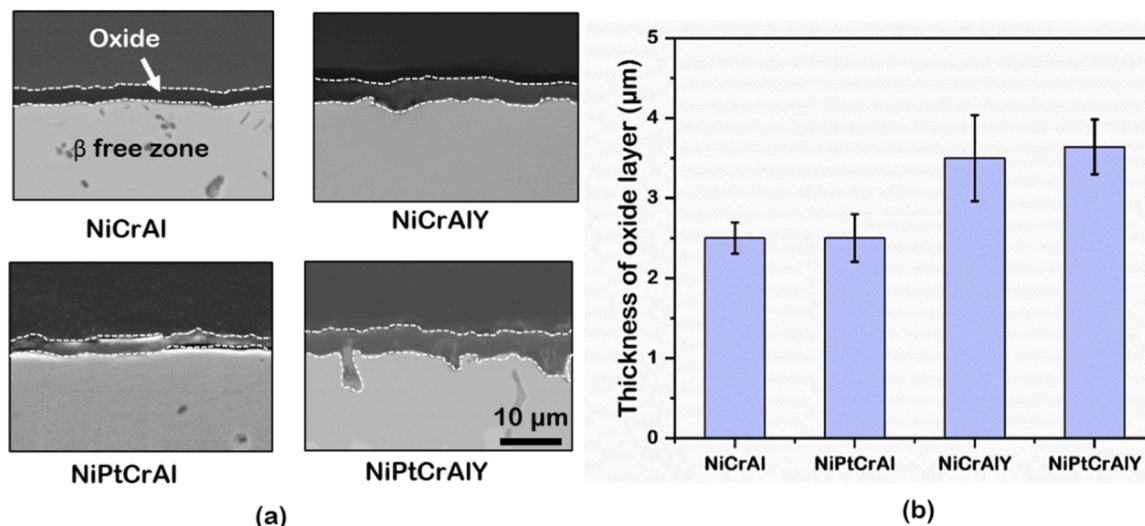 Oxide
β free zone
NiCrAl
NiCrAlY
NiPtCrAl
10 µm
NiPtCrAlY
(a)
Thickness of oxide layer (µm)
5
4
3
2
1
0
NiCrAl NiPtCrAl NiCrAlY NiPtCrAlY
(b)